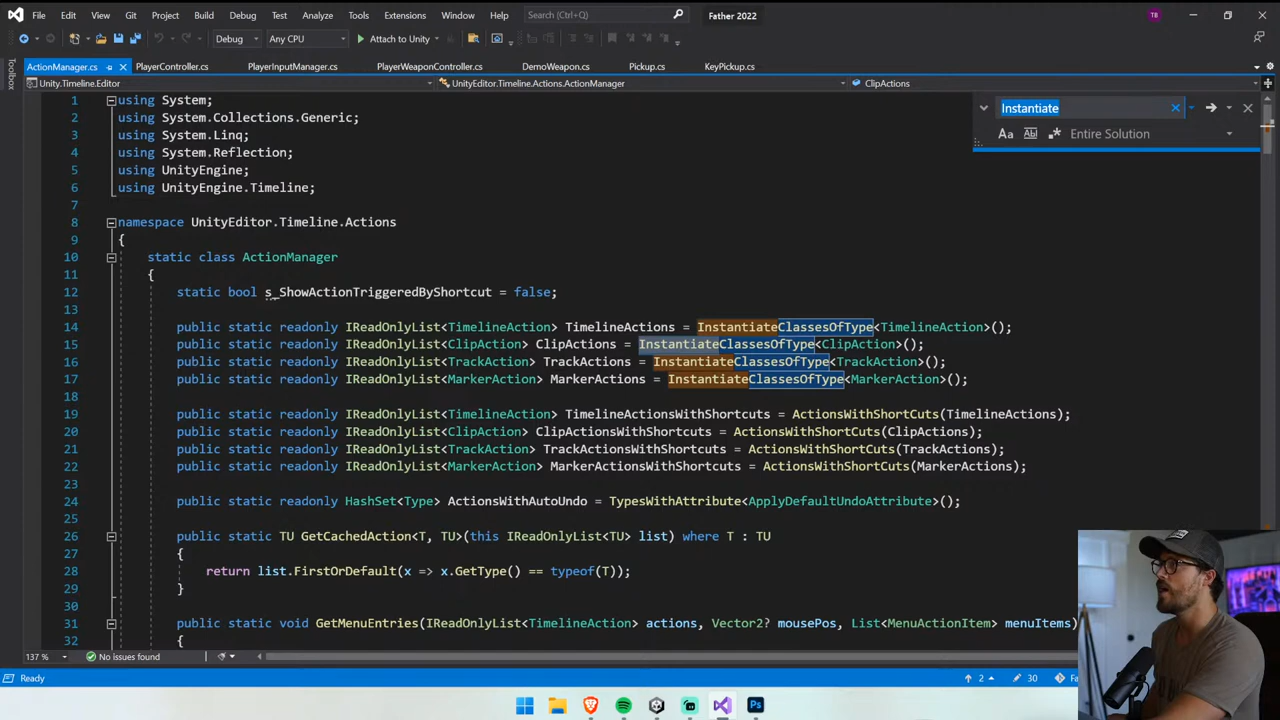 File Edit View Git Project Build Debug Test Analyze Tools Extensions Window Help Search (Ctrl+Q) Father 2022 TB
Debug Any CPU Attach to Unity
ActionManager.cs PlayerController.cs PlayerInputManager.cs PlayerWeaponController.cs DemoWeapon.cs Pickup.cs KeyPickup.cs
Toolbox
Unity.Timeline.Editor UnityEditor.Timeline.Actions.ActionManager ClipActions
Instantiate
Aa Ab Entire Solution
1 using System;
2 using System.Collections.Generic;
3 using System.Linq;
4 using System.Reflection;
5 using UnityEngine;
6 using UnityEngine.Timeline;
7
8 namespace UnityEditor.Timeline.Actions
9 {
10 static class ActionManager
11 {
12 static bool s_ShowActionTriggeredByShortcut = false;
13
14 public static readonly IReadOnlyList<TimelineAction> TimelineActions = InstantiateClassesOfType<TimelineAction>();
15 public static readonly IReadOnlyList<ClipAction> ClipActions = InstantiateClassesOfType<ClipAction>();
16 public static readonly IReadOnlyList<TrackAction> TrackActions = InstantiateClassesOfType<TrackAction>();
17 public static readonly IReadOnlyList<MarkerAction> MarkerActions = InstantiateClassesOfType<MarkerAction>();
18
19 public static readonly IReadOnlyList<TimelineAction> TimelineActionsWithShortcuts = ActionsWithShortCuts(TimelineActions);
20 public static readonly IReadOnlyList<ClipAction> ClipActionsWithShortcuts = ActionsWithShortCuts(ClipActions);
21 public static readonly IReadOnlyList<TrackAction> TrackActionsWithShortcuts = ActionsWithShortCuts(TrackActions);
22 public static readonly IReadOnlyList<MarkerAction> MarkerActionsWithShortcuts = ActionsWithShortCuts(MarkerActions);
23
24 public static readonly HashSet<Type> ActionsWithAutoUndo = TypesWithAttribute<ApplyDefaultUndoAttribute>();
25
26 public static TU GetCachedAction<T, TU>(this IReadOnlyList<TU> list) where T : TU
27 {
28 return list.FirstOrDefault(x => x.GetType() == typeof(T));
29 }
30
31 public static void GetMenuEntries(IReadOnlyList<TimelineAction> actions, Vector2? mousePos, List<MenuActionItem> menuItems)
32 {
137 % No issues found
Ready 2 30 Fa
Ps